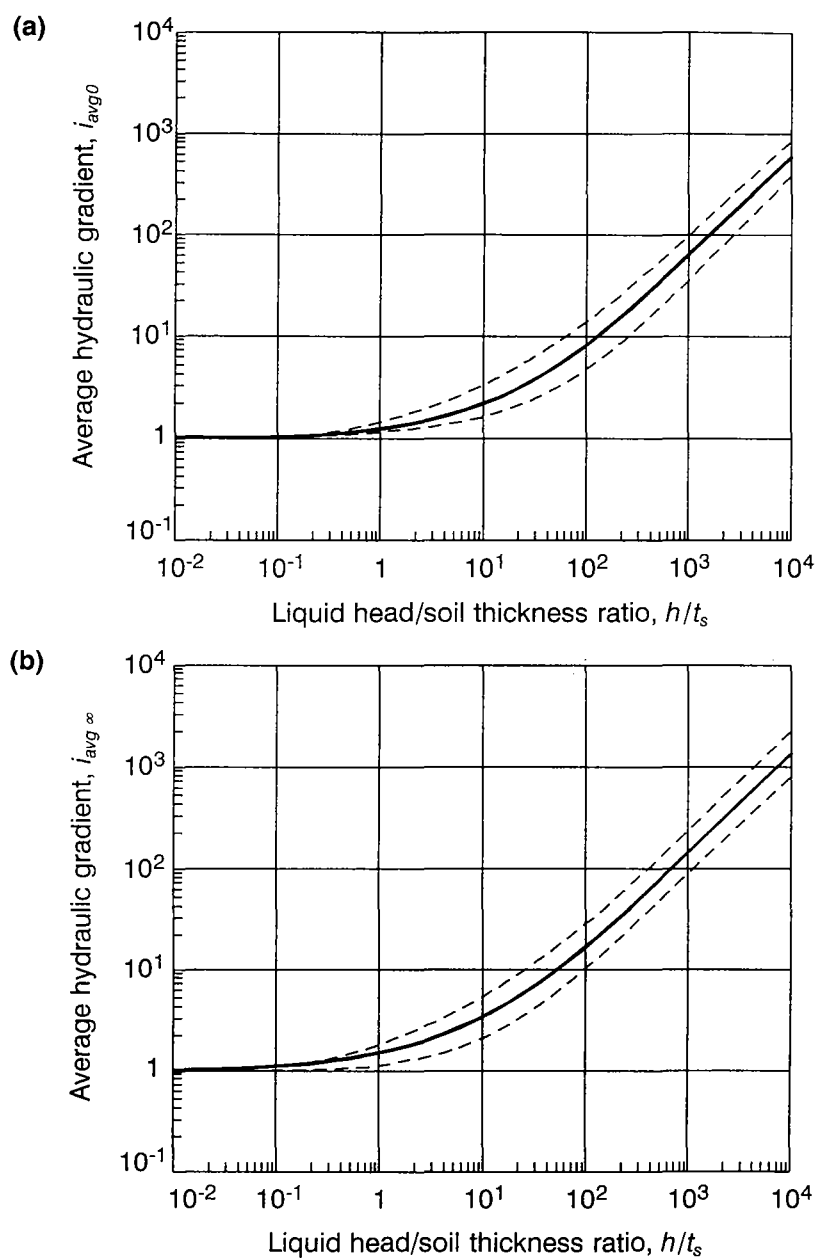 (a)
Average hydraulic gradient, i_avg0
10^4
10^3
10^2
10^1
1
10^-1
10^-2 10^-1 1 10^1 10^2 10^3 10^4
Liquid head/soil thickness ratio, h/t_s
(b)
Average hydraulic gradient, i_avg ∞
10^4
10^3
10^2
10^1
1
10^-1
10^-2 10^-1 1 10^1 10^2 10^3 10^4
Liquid head/soil thickness ratio, h/t_s